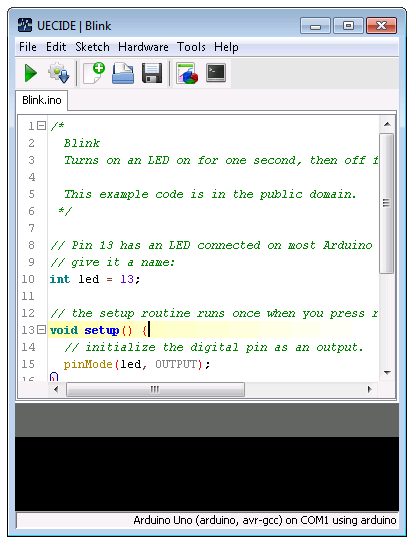 UECIDE | Blink
File Edit Sketch Hardware Tools Help
Blink.ino
1 /*
2 Blink
3 Turns on an LED on for one second, then off f
4
5 This example code is in the public domain.
6 */
7
8 // Pin 13 has an LED connected on most Arduino
9 // give it a name:
10 int led = 13;
11
12 // the setup routine runs once when you press r
13 void setup() {
14 // initialize the digital pin as an output.
15 pinMode(led, OUTPUT);
16 }
Arduino Uno (arduino, avr-gcc) on COM1 using arduino